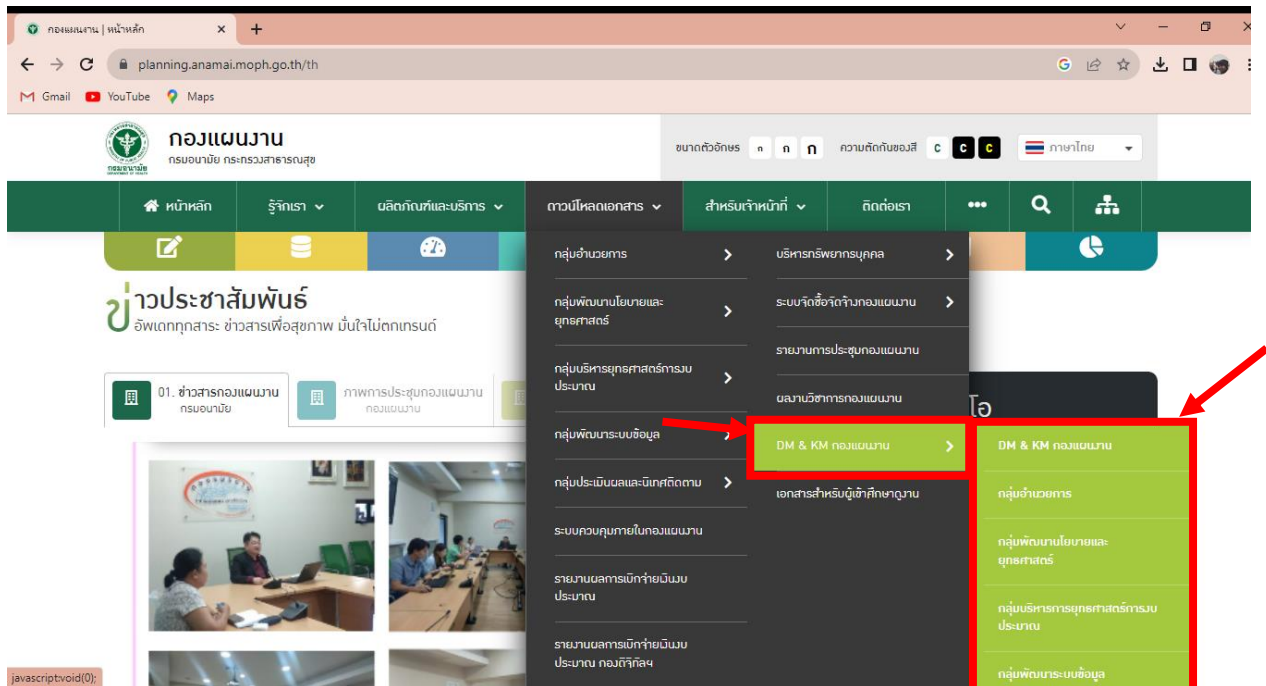 กองแผนงาน | หน้าหลัก
planning.anamai.moph.go.th/th
Gmail
YouTube
Maps
กองแผนงาน
กรมอนามัย กระทรวงสาธารณสุข
กรมอนามัย
ขนาดตัวอักษร
ก ก ก
ความตัดกันของสี
C C C
ภาษาไทย
หน้าหลัก
รู้จักเรา
ผลิตภัณฑ์และบริการ
ดาวน์โหลดเอกสาร
สำหรับเจ้าหน้าที่
ติดต่อเรา
ข่าวประชาสัมพันธ์
อัพเดททุกสาระ ข่าวสารเพื่อสุขภาพ มั่นใจไม่ตกเทรนด์
01. ข่าวสารกองแผนงาน
กรมอนามัย
ภาพการประชุมกองแผนงาน
กองแผนงาน
กลุ่มอำนวยการ
กลุ่มพัฒนานโยบายและ
ยุทธศาสตร์
กลุ่มบริหารยุทธศาสตร์การงบ
ประมาณ
กลุ่มพัฒนาระบบข้อมูล
กลุ่มประเมินผลและนิเทศติดตาม
ระบบควบคุมภายในกองแผนงาน
รายงานผลการเบิกจ่ายเงินงบ
ประมาณ
รายงานผลการเบิกจ่ายเงินงบ
ประมาณ กองดิจิทัลฯ
บริหารทรัพยากรบุคคล
ระบบจัดซื้อจัดจ้างกองแผนงาน
รายงานการประชุมกองแผนงาน
ผลงานวิชาการกองแผนงาน
DM & KM กองแผนงาน
เอกสารสำหรับผู้เข้าศึกษาดูงาน
โอ
DM & KM กองแผนงาน
กลุ่มอำนวยการ
กลุ่มพัฒนานโยบายและ
ยุทธศาสตร์
กลุ่มบริหารการยุทธศาสตร์การงบ
ประมาณ
กลุ่มพัฒนาระบบข้อมูล
javascript:void(0);